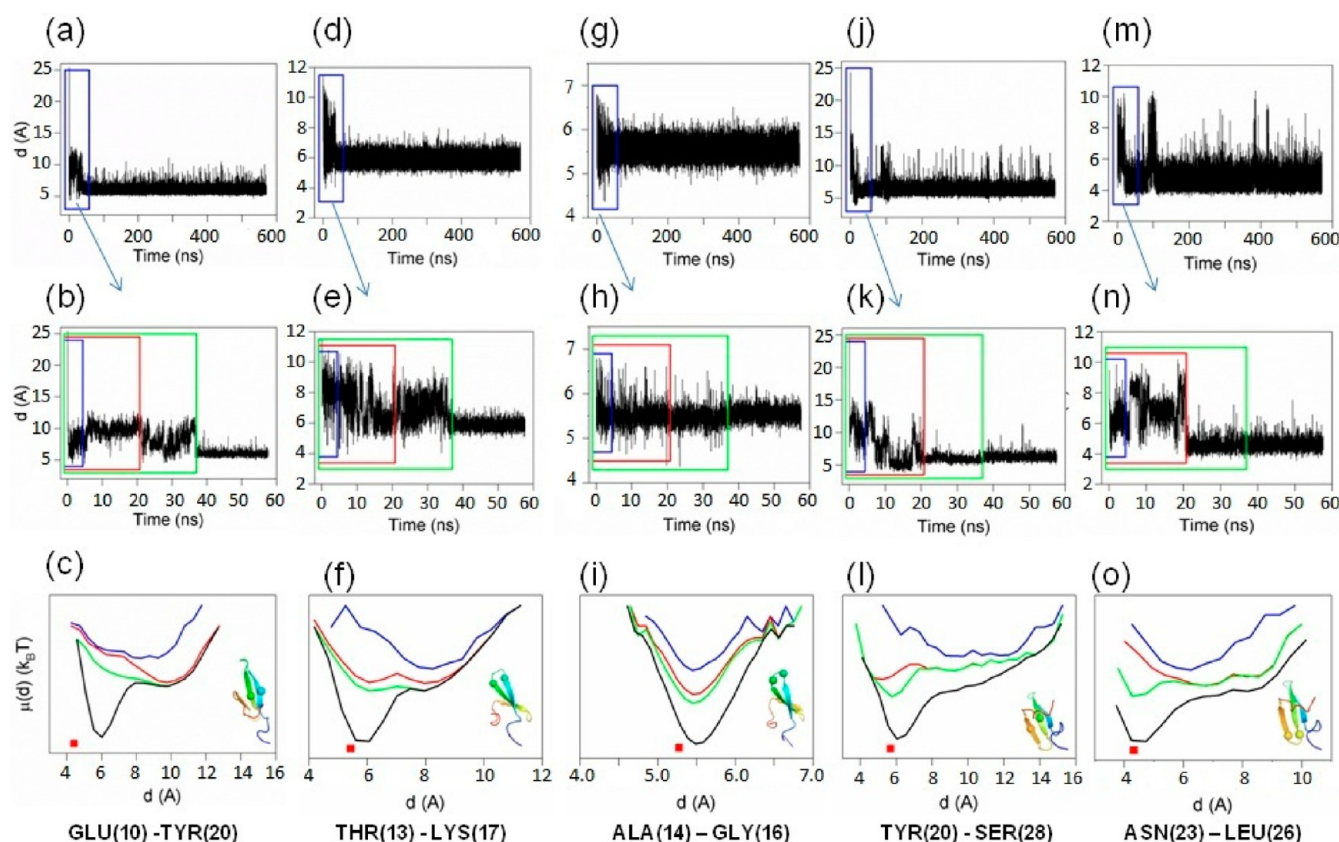 (a) (d) (g) (j) (m)
25 20 15 10 5
12 10 8 6 4 2
7 6 5 4
25 20 15 10 5
12 10 8 6 4 2
d (A)
0 200 400 600
0 200 400 600
0 200 400 600
0 200 400 600
0 200 400 600
Time (ns) Time (ns) Time (ns) Time (ns) Time (ns)
(b) (e) (h) (k) (n)
25 20 15 10 5
12 10 8 6 4 2
7 6 5 4
25 20 15 10 5
12 10 8 6 4 2
d (A)
0 10 20 30 40 50 60
0 10 20 30 40 50 60
0 10 20 30 40 50 60
0 10 20 30 40 50 60
0 10 20 30 40 50 60
Time (ns) Time (ns) Time (ns) Time (ns) Time (ns)
(c) (f) (i) (l) (o)
μ(d) (kBT)
4 6 8 10 12 14 16
4 6 8 10 12
5.0 6.0 7.0
4 6 8 10 12 14 16
4 6 8 10
d (A) d (A) d (A) d (A) d (A)
GLU(10) -TYR(20) THR(13) - LYS(17) ALA(14) – GLY(16) TYR(20) - SER(28) ASN(23) – LEU(26)